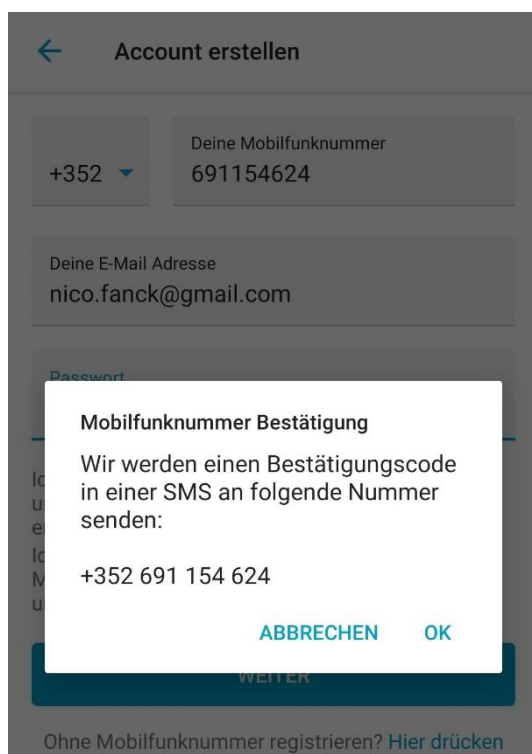 Account erstellen
+352
Deine Mobilfunknummer
691154624
Deine E-Mail Adresse
nico.fanck@gmail.com
Passwort
Mobilfunknummer Bestätigung
Wir werden einen Bestätigungscode
in einer SMS an folgende Nummer
senden:
+352 691 154 624
ABBRECHEN OK
WEITER
Ohne Mobilfunknummer registrieren? Hier drücken